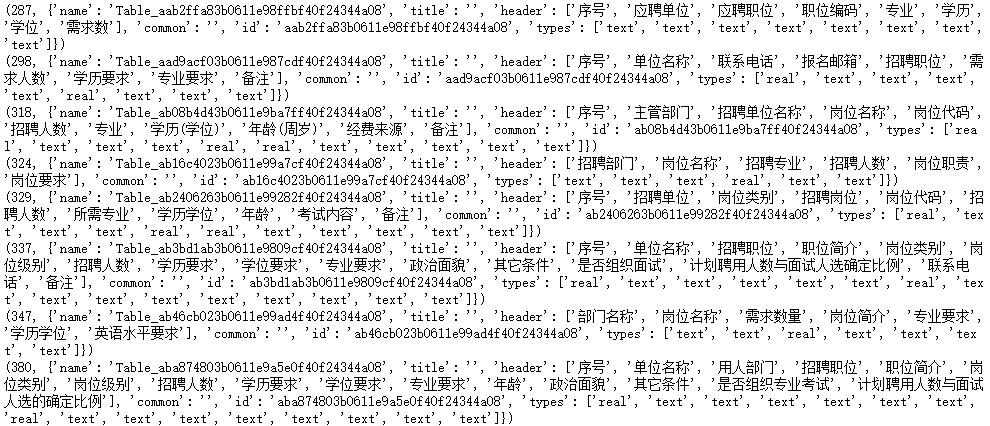 (287, {'name': 'Table_aab2ffa83b0611e98ffbf40f24344a08', 'title': '', 'header': ['序号', '应聘单位', '应聘职位', '职位编码', '专业', '学历',
'学位', '需求数'], 'common': '', 'id': 'aab2ffa83b0611e98ffbf40f24344a08', 'types': ['text', 'text', 'text', 'text', 'text', 'text', 'text',
'text']})
(298, {'name': 'Table_aad9acf03b0611e987cdf40f24344a08', 'title': '', 'header': ['序号', '单位名称', '联系电话', '报名邮箱', '招聘职位', '需
求人数', '学历要求', '专业要求', '备注'], 'common': '', 'id': 'aad9acf03b0611e987cdf40f24344a08', 'types': ['real', 'text', 'text', 'text',
'text', 'real', 'text', 'text', 'text']})
(318, {'name': 'Table_ab08b4d43b0611e9ba7ff40f24344a08', 'title': '', 'header': ['序号', '主管部门', '招聘单位名称', '岗位名称', '岗位代码',
'招聘人数', '专业', '学历(学位)', '年龄(周岁)', '经费来源', '备注'], 'common': '', 'id': 'ab08b4d43b0611e9ba7ff40f24344a08', 'types': ['rea
l', 'text', 'text', 'text', 'real', 'real', 'text', 'text', 'text', 'text', 'text']})
(324, {'name': 'Table_ab16c4023b0611e99a7cf40f24344a08', 'title': '', 'header': ['招聘部门', '岗位名称', '招聘专业', '招聘人数', '岗位职责',
'岗位要求'], 'common': '', 'id': 'ab16c4023b0611e99a7cf40f24344a08', 'types': ['text', 'text', 'text', 'real', 'text', 'text']})
(329, {'name': 'Table_ab2406263b0611e99282f40f24344a08', 'title': '', 'header': ['序号', '招聘单位', '岗位类别', '招聘岗位', '岗位代码', '招
聘人数', '所需专业', '学历学位', '年龄', '考试内容', '备注'], 'common': '', 'id': 'ab2406263b0611e99282f40f24344a08', 'types': ['real', 'tex
t', 'text', 'text', 'real', 'real', 'text', 'text', 'text', 'text', 'text']})
(337, {'name': 'Table_ab3bd1ab3b0611e9809cf40f24344a08', 'title': '', 'header': ['序号', '单位名称', '招聘职位', '职位简介', '岗位类别', '岗
位级别', '招聘人数', '学历要求', '学位要求', '专业要求', '政治面貌', '其它条件', '是否组织面试', '计划聘用人数与面试人选确定比例', '联系电
话', '备注'], 'common': '', 'id': 'ab3bd1ab3b0611e9809cf40f24344a08', 'types': ['real', 'text', 'text', 'text', 'text', 'text', 'real', 'tex
t', 'text', 'text', 'text', 'text', 'text', 'text', 'text', 'text']})
(347, {'name': 'Table_ab46cb023b0611e99ad4f40f24344a08', 'title': '', 'header': ['部门名称', '岗位名称', '需求数量', '岗位简介', '专业要求',
'学历学位', '英语水平要求'], 'common': '', 'id': 'ab46cb023b0611e99ad4f40f24344a08', 'types': ['text', 'text', 'real', 'text', 'text', 'tex
t', 'text']})
(380, {'name': 'Table_aba874803b0611e9a5e0f40f24344a08', 'title': '', 'header': ['序号', '单位名称', '用人部门', '招聘职位', '职位简介', '岗
位类别', '岗位级别', '招聘人数', '学历要求', '学位要求', '专业要求', '年龄', '政治面貌', '其它条件', '是否组织专业考试', '计划聘用人数与面试
人选的确定比例'], 'common': '', 'id': 'aba874803b0611e9a5e0f40f24344a08', 'types': ['real', 'text', 'text', 'text', 'text', 'text', 'text',
'real', 'text', 'text', 'text', 'text', 'text', 'text', 'text', 'text']})